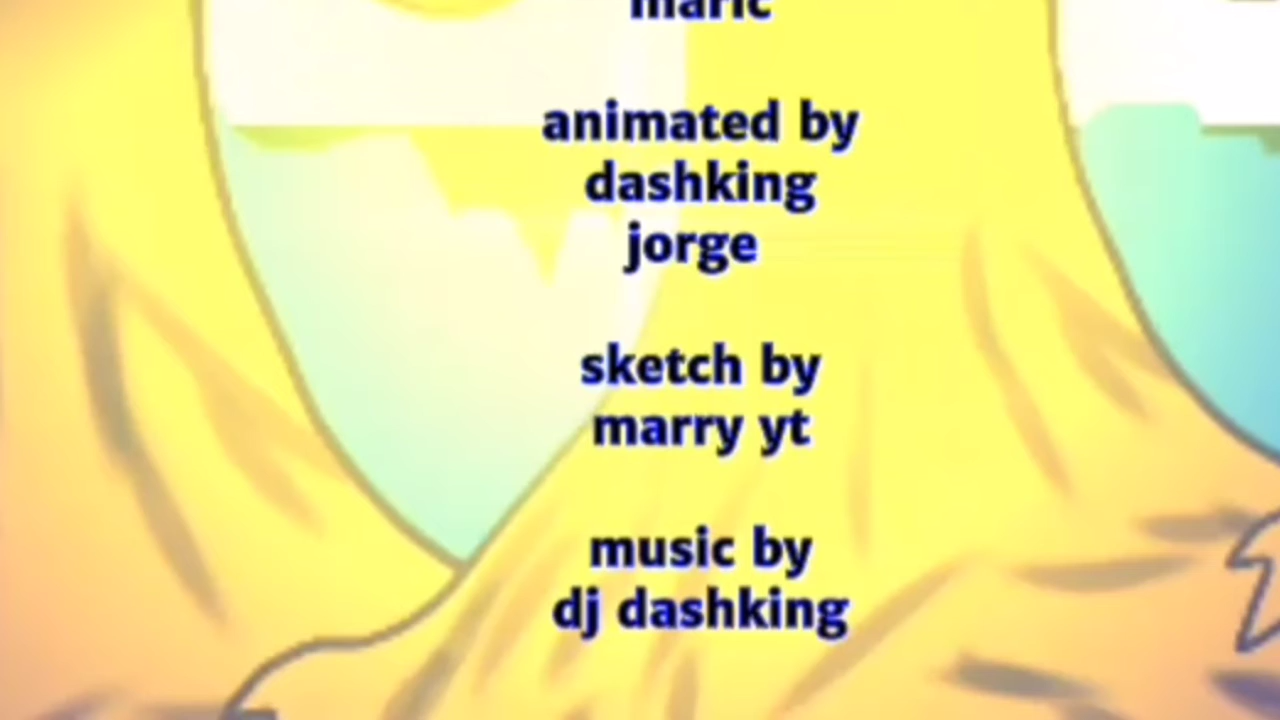 animated by
dashking
jorge
sketch by
marry yt
music by
dj dashking